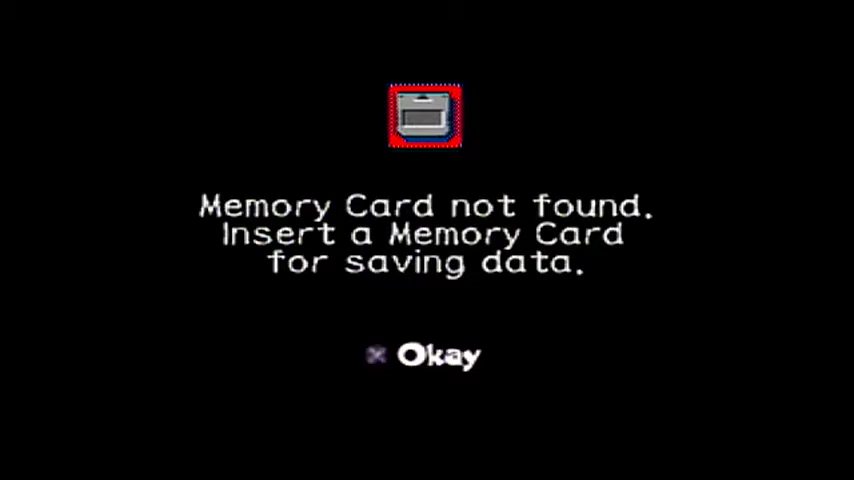 Memory Card not found.
Insert a Memory Card
for saving data.
Okay